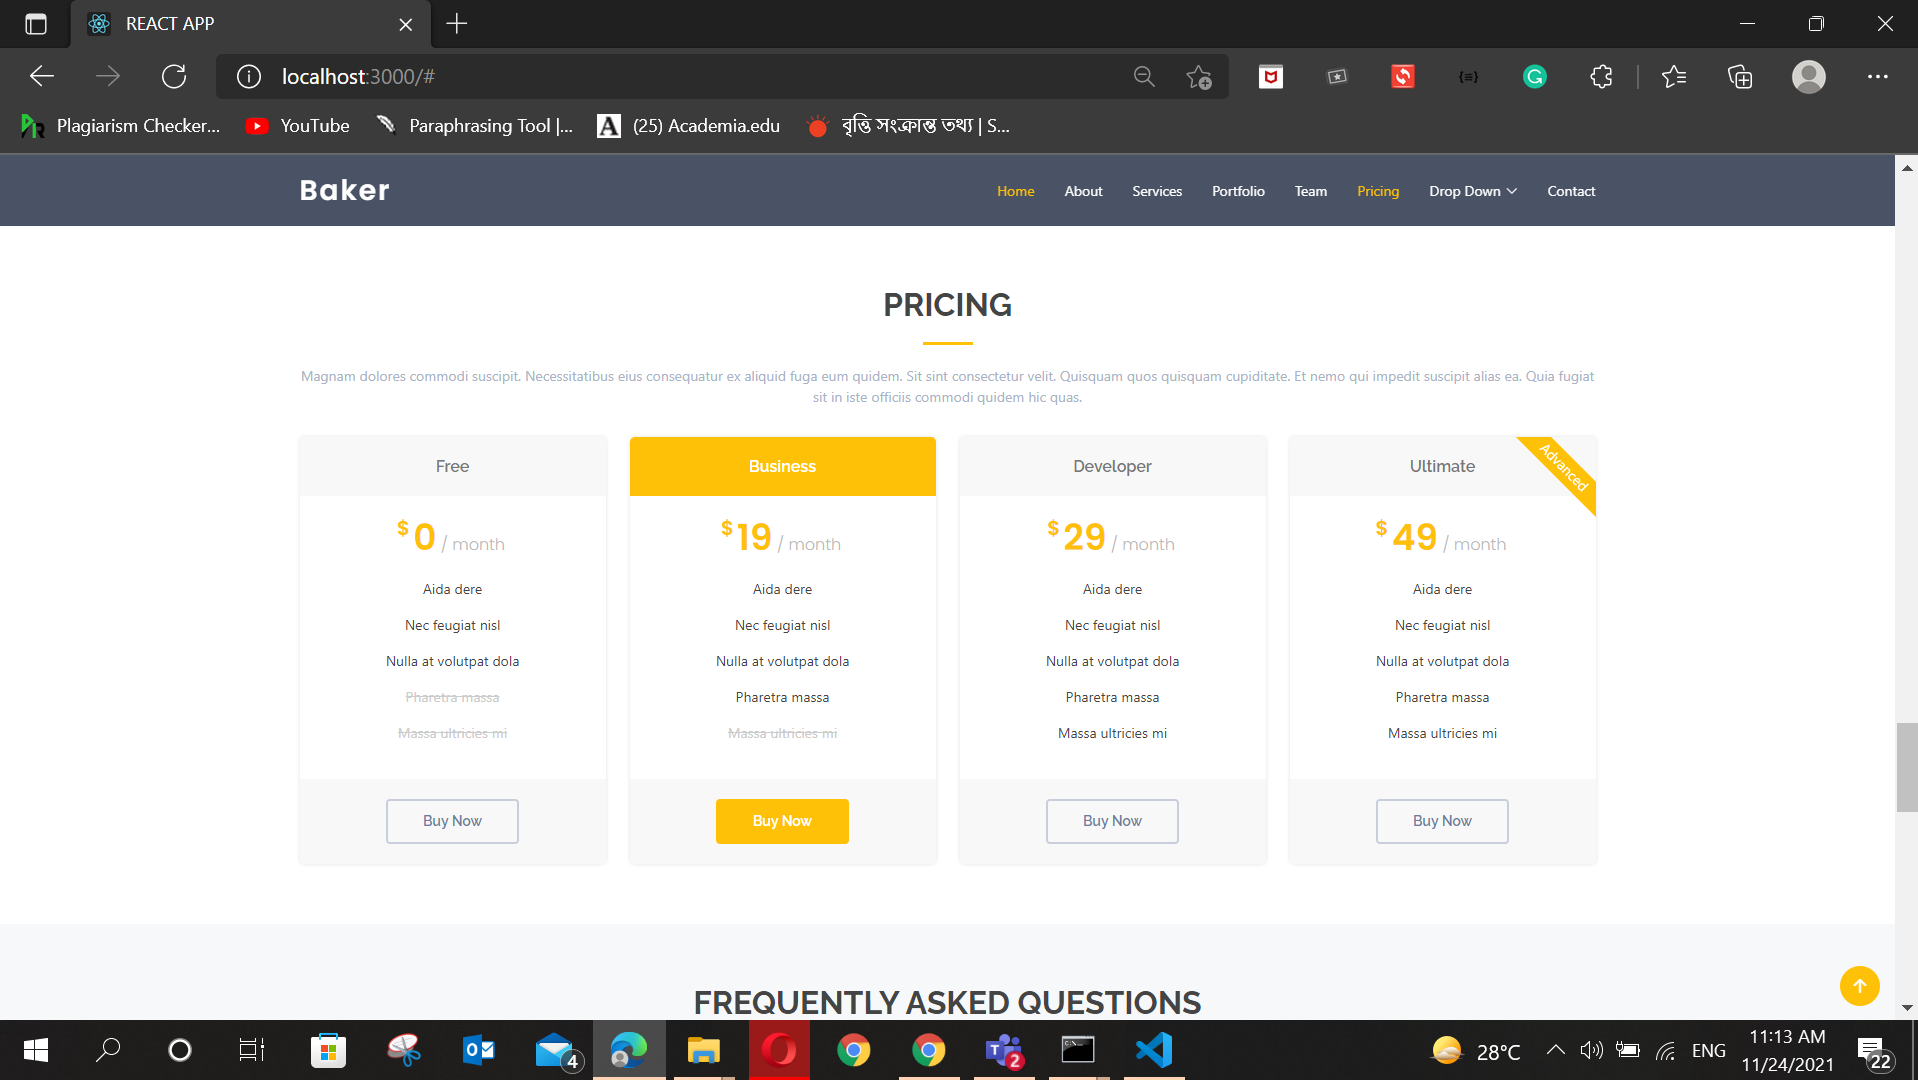 REACT APP
localhost:3000/#
Plagiarism Checker...
YouTube
Paraphrasing Tool |...
(25) Academia.edu
বৃত্তি সংক্রান্ত তথ্য | S...
Baker
Home
About
Services
Portfolio
Team
Pricing
Drop Down
Contact
PRICING
Magnam dolores commodi suscipit. Necessitatibus eius consequatur ex aliquid fuga eum quidem. Sit sint consectetur velit. Quisquam quos quisquam cupiditate. Et nemo qui impedit suscipit alias ea. Quia fugiat
sit in iste officiis commodi quidem hic quas.
Free
$0 / month
Aida dere
Nec feugiat nisl
Nulla at volutpat dola
Pharetra massa
Massa ultricies mi
Buy Now
Business
$19 / month
Aida dere
Nec feugiat nisl
Nulla at volutpat dola
Pharetra massa
Massa ultricies mi
Buy Now
Developer
$29 / month
Aida dere
Nec feugiat nisl
Nulla at volutpat dola
Pharetra massa
Massa ultricies mi
Buy Now
Ultimate
Advanced
$49 / month
Aida dere
Nec feugiat nisl
Nulla at volutpat dola
Pharetra massa
Massa ultricies mi
Buy Now
FREQUENTLY ASKED QUESTIONS
4
2
28°C
ENG
11:13 AM
11/24/2021
22